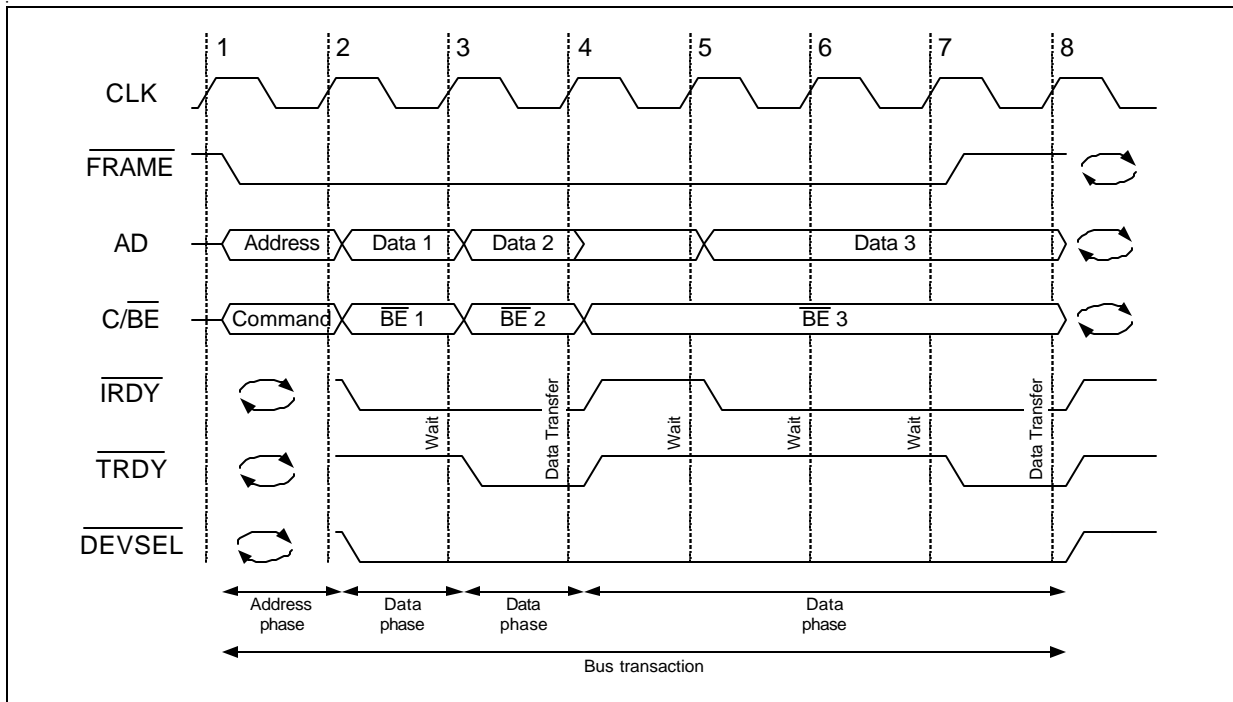 1 2 3 4 5 6 7 8
CLK
FRAME
AD Address Data 1 Data 2 Data 3
C/BE Command BE 1 BE 2 BE 3
IRDY
Wait Data Transfer Wait Wait Wait Data Transfer
TRDY
DEVSEL
Address phase
Data phase
Data phase
Data phase
Bus transaction